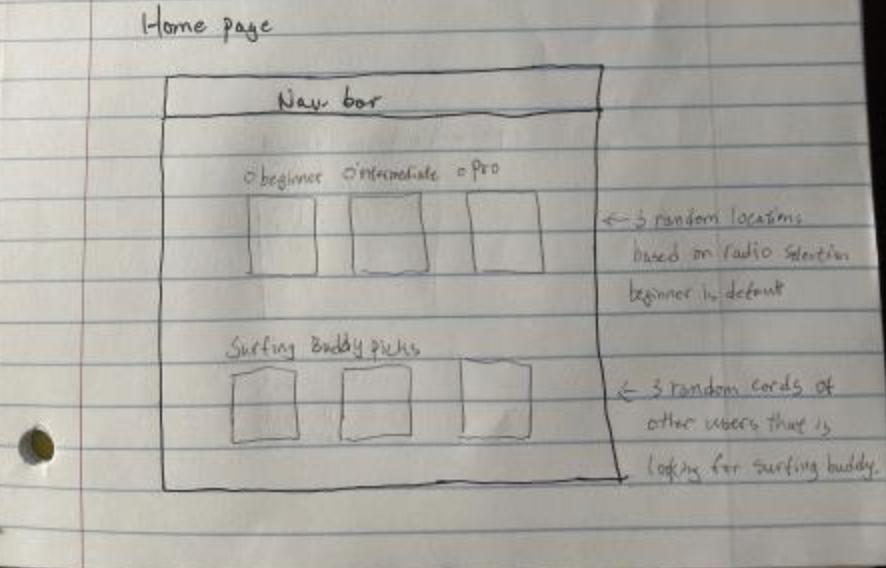 Home page
Nav bar
beginner intermediate pro
← 3 random locations
based on radio selection
beginner is default
Surfing Buddy picks
← 3 random cards of
other users that is
looking for surfing buddy.